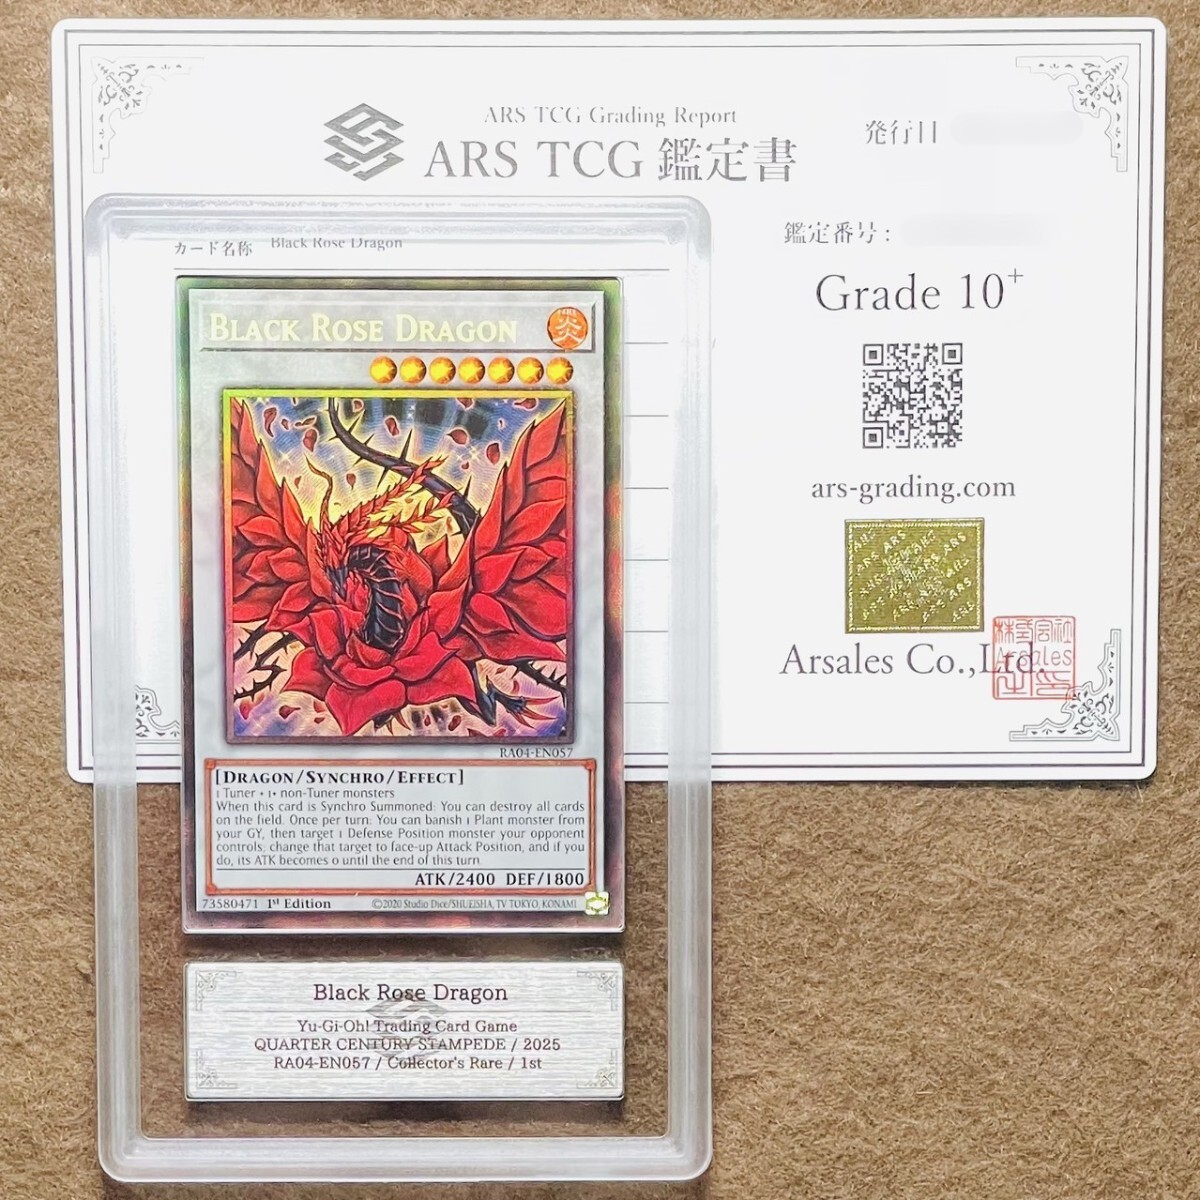 ARS TCG Grading Report
ARS TCG 鑑定書
発行日
鑑定番号:
カード名称 Black Rose Dragon
Grade 10+
ars-grading.com
Arsales Co.,Ltd.
BLACK ROSE DRAGON
炎
RA04-EN057
[DRAGON/SYNCHRO/EFFECT]
1 Tuner + 1+ non-Tuner monsters
When this card is Synchro Summoned: You can destroy all cards
on the field. Once per turn: You can banish 1 Plant monster from
your GY, then target 1 Defense Position monster your opponent
controls; change that target to face-up Attack Position, and if you
do, its ATK becomes 0 until the end of this turn.
ATK/2400 DEF/1800
73580471 1st Edition ©2020 Studio Dice/SHUEISHA, TV TOKYO, KONAMI
Black Rose Dragon
Yu-Gi-Oh! Trading Card Game
QUARTER CENTURY STAMPEDE / 2025
RA04-EN057 / Collector's Rare / 1st